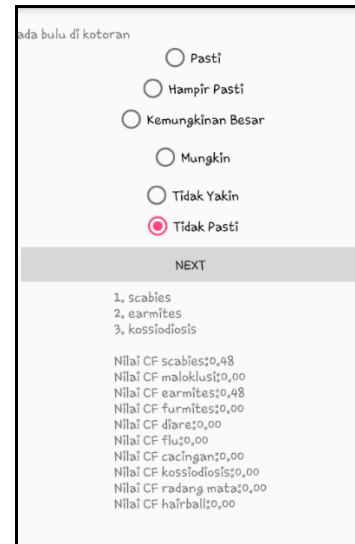 ada bulu di kotoran
Pasti
Hampir Pasti
Kemungkinan Besar
Mungkin
Tidak Yakin
Tidak Pasti
NEXT
1. scabies
2. earmites
3. kossiodiosis
Nilai CF scabies:0.48
Nilai CF maloklusi:0.00
Nilai CF earmites:0.48
Nilai CF furmites:0.00
Nilai CF diare:0.00
Nilai CF flu:0.00
Nilai CF cacingan:0.00
Nilai CF kossiodiosis:0.00
Nilai CF radang mata:0.00
Nilai CF hairball:0.00